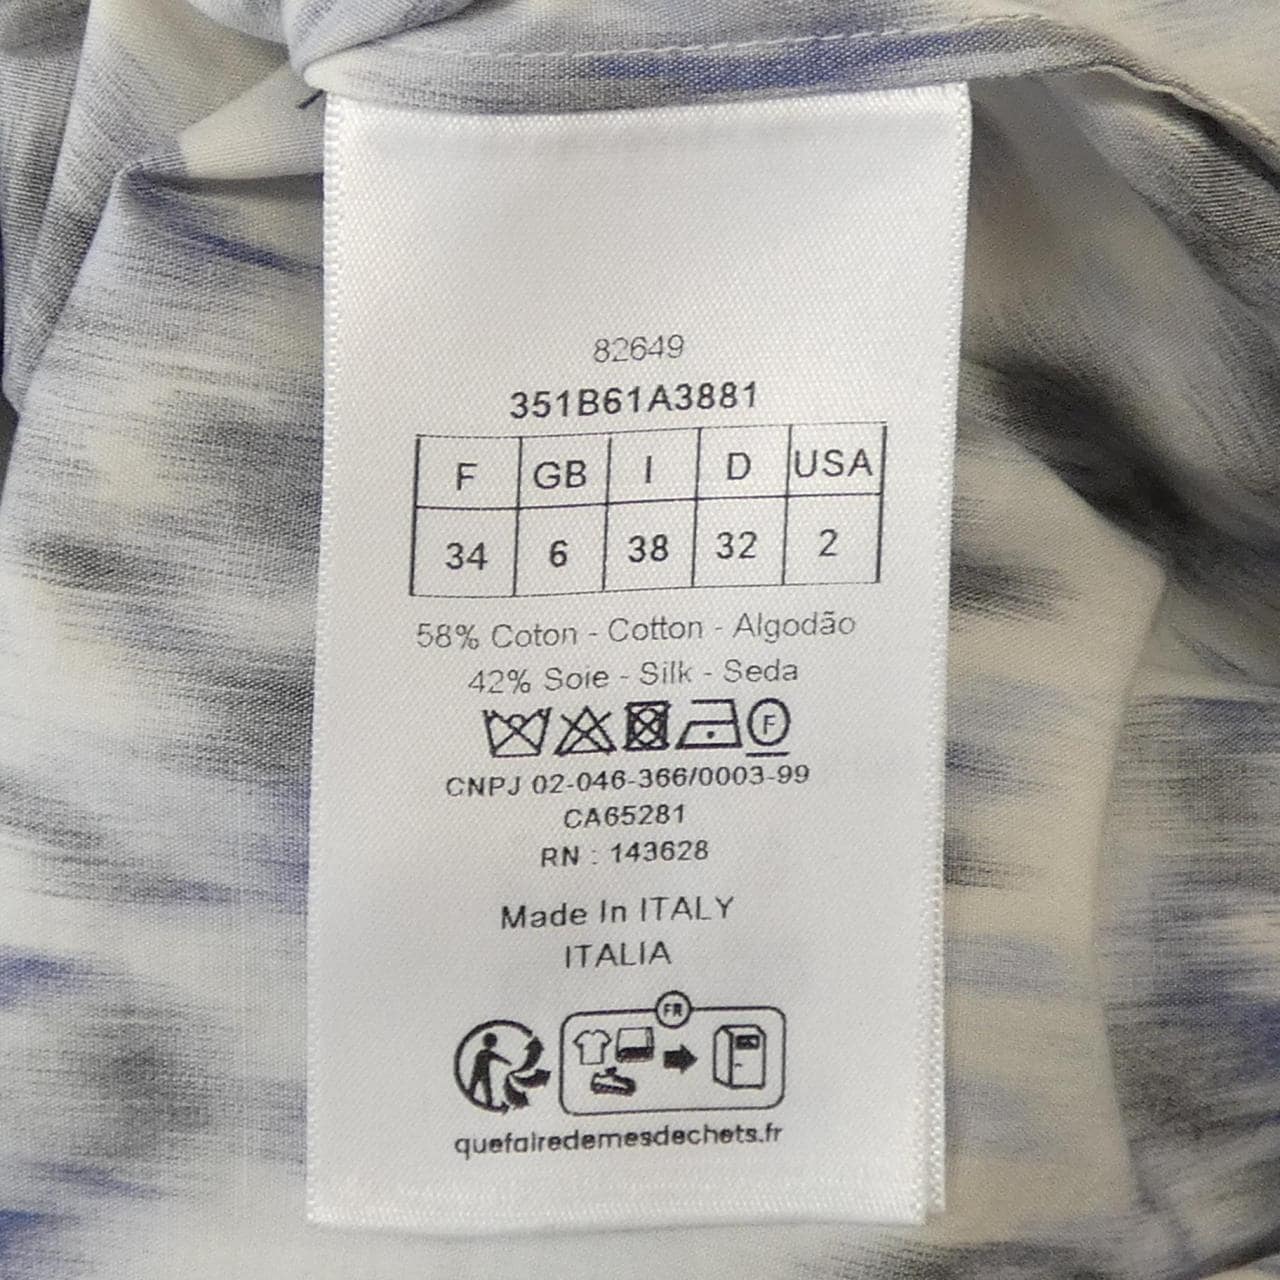 82649
351B61A3881
F GB I D USA
34 6 38 32 2
58% Coton - Cotton - Algodão
42% Soie - Silk - Seda
F
CNPJ 02-046-366/0003-99
CA65281
RN : 143628
Made In ITALY
ITALIA
FR
quefairedemesdechets.fr